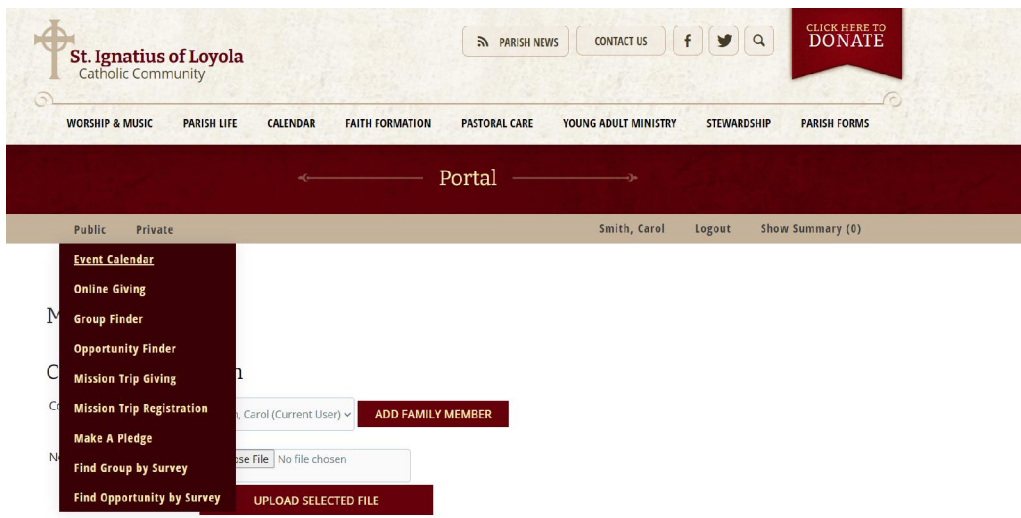 St. Ignatius of Loyola
Catholic Community
PARISH NEWS
CONTACT US
CLICK HERE TO
DONATE
WORSHIP & MUSIC PARISH LIFE CALENDAR FAITH FORMATION PASTORAL CARE YOUNG ADULT MINISTRY STEWARDSHIP PARISH FORMS
Portal
Public Private Smith, Carol Logout Show Summary (0)
Event Calendar
Online Giving
Group Finder
Opportunity Finder
Mission Trip Giving
Mission Trip Registration
Make A Pledge
Find Group by Survey
Find Opportunity by Survey
Carol (Current User) ADD FAMILY MEMBER
File No file chosen
UPLOAD SELECTED FILE